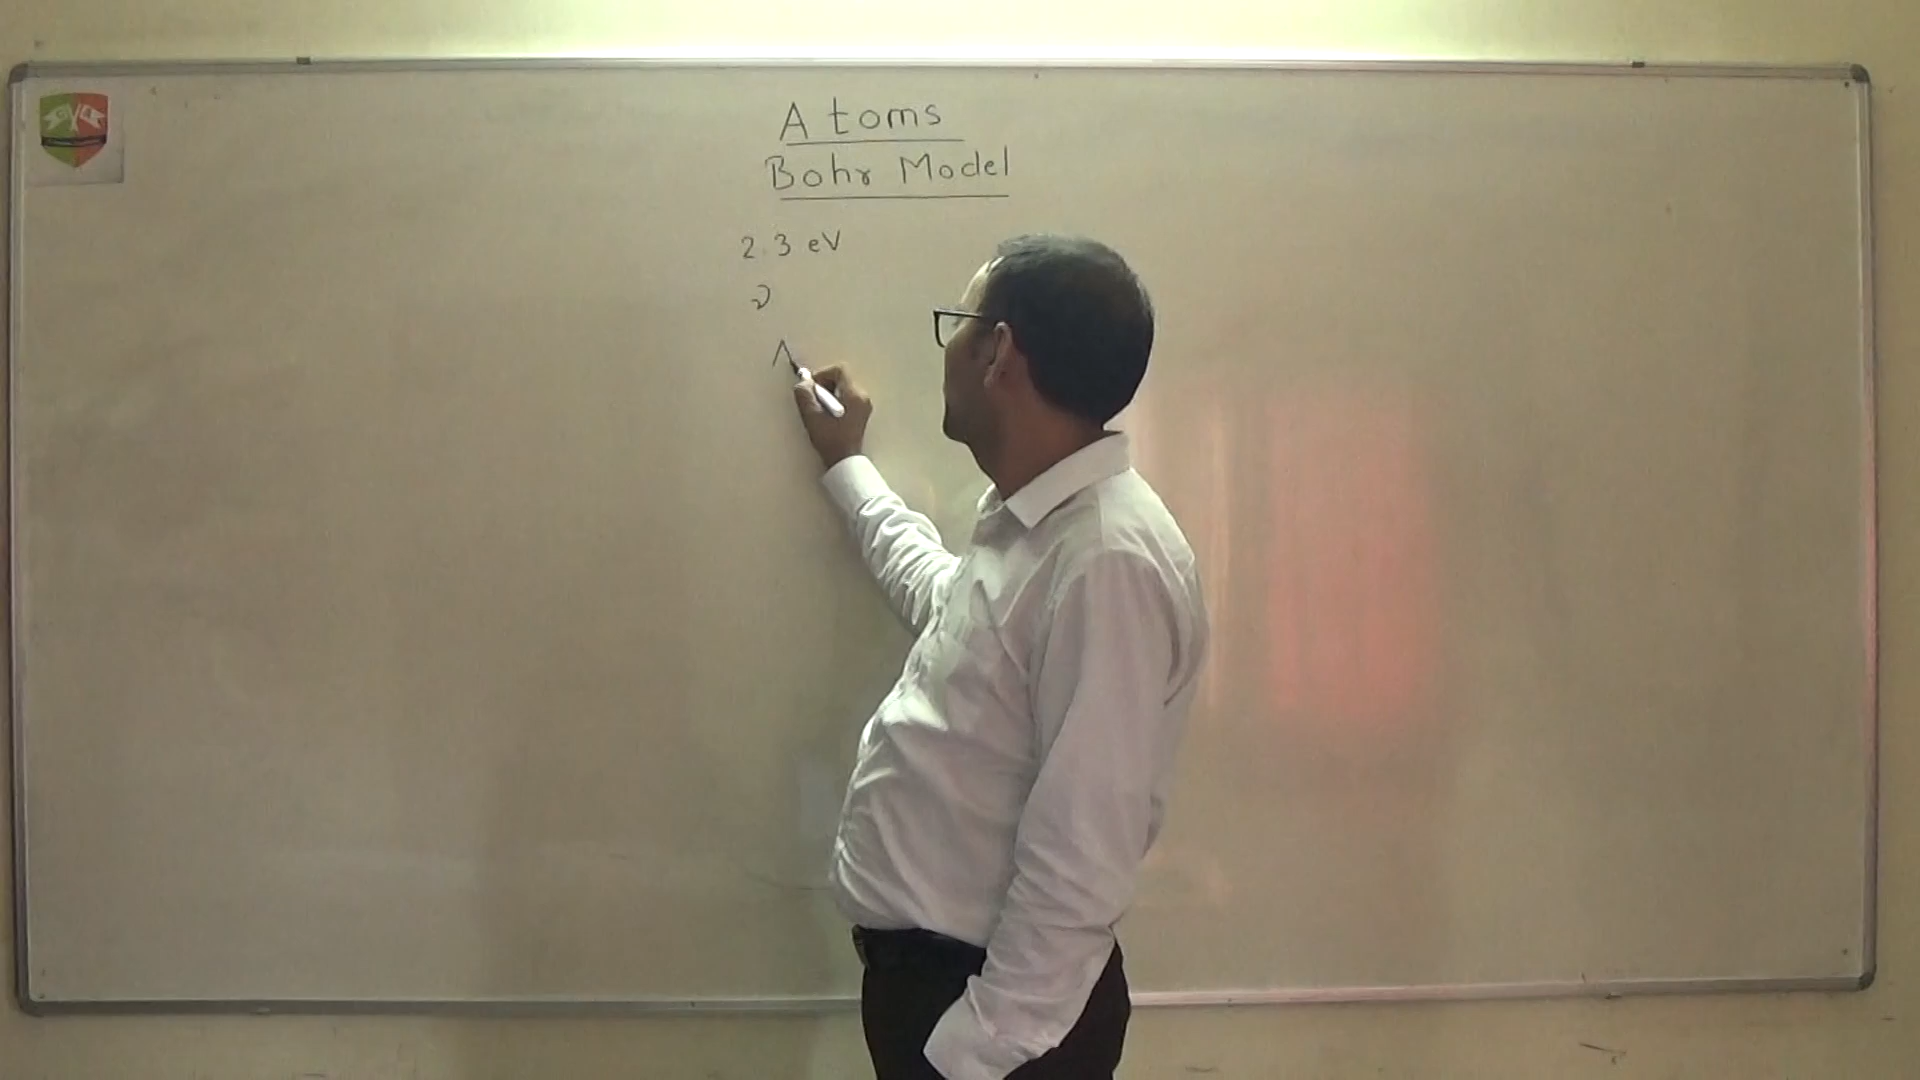 Atoms
Bohr Model
2.3 eV
ν